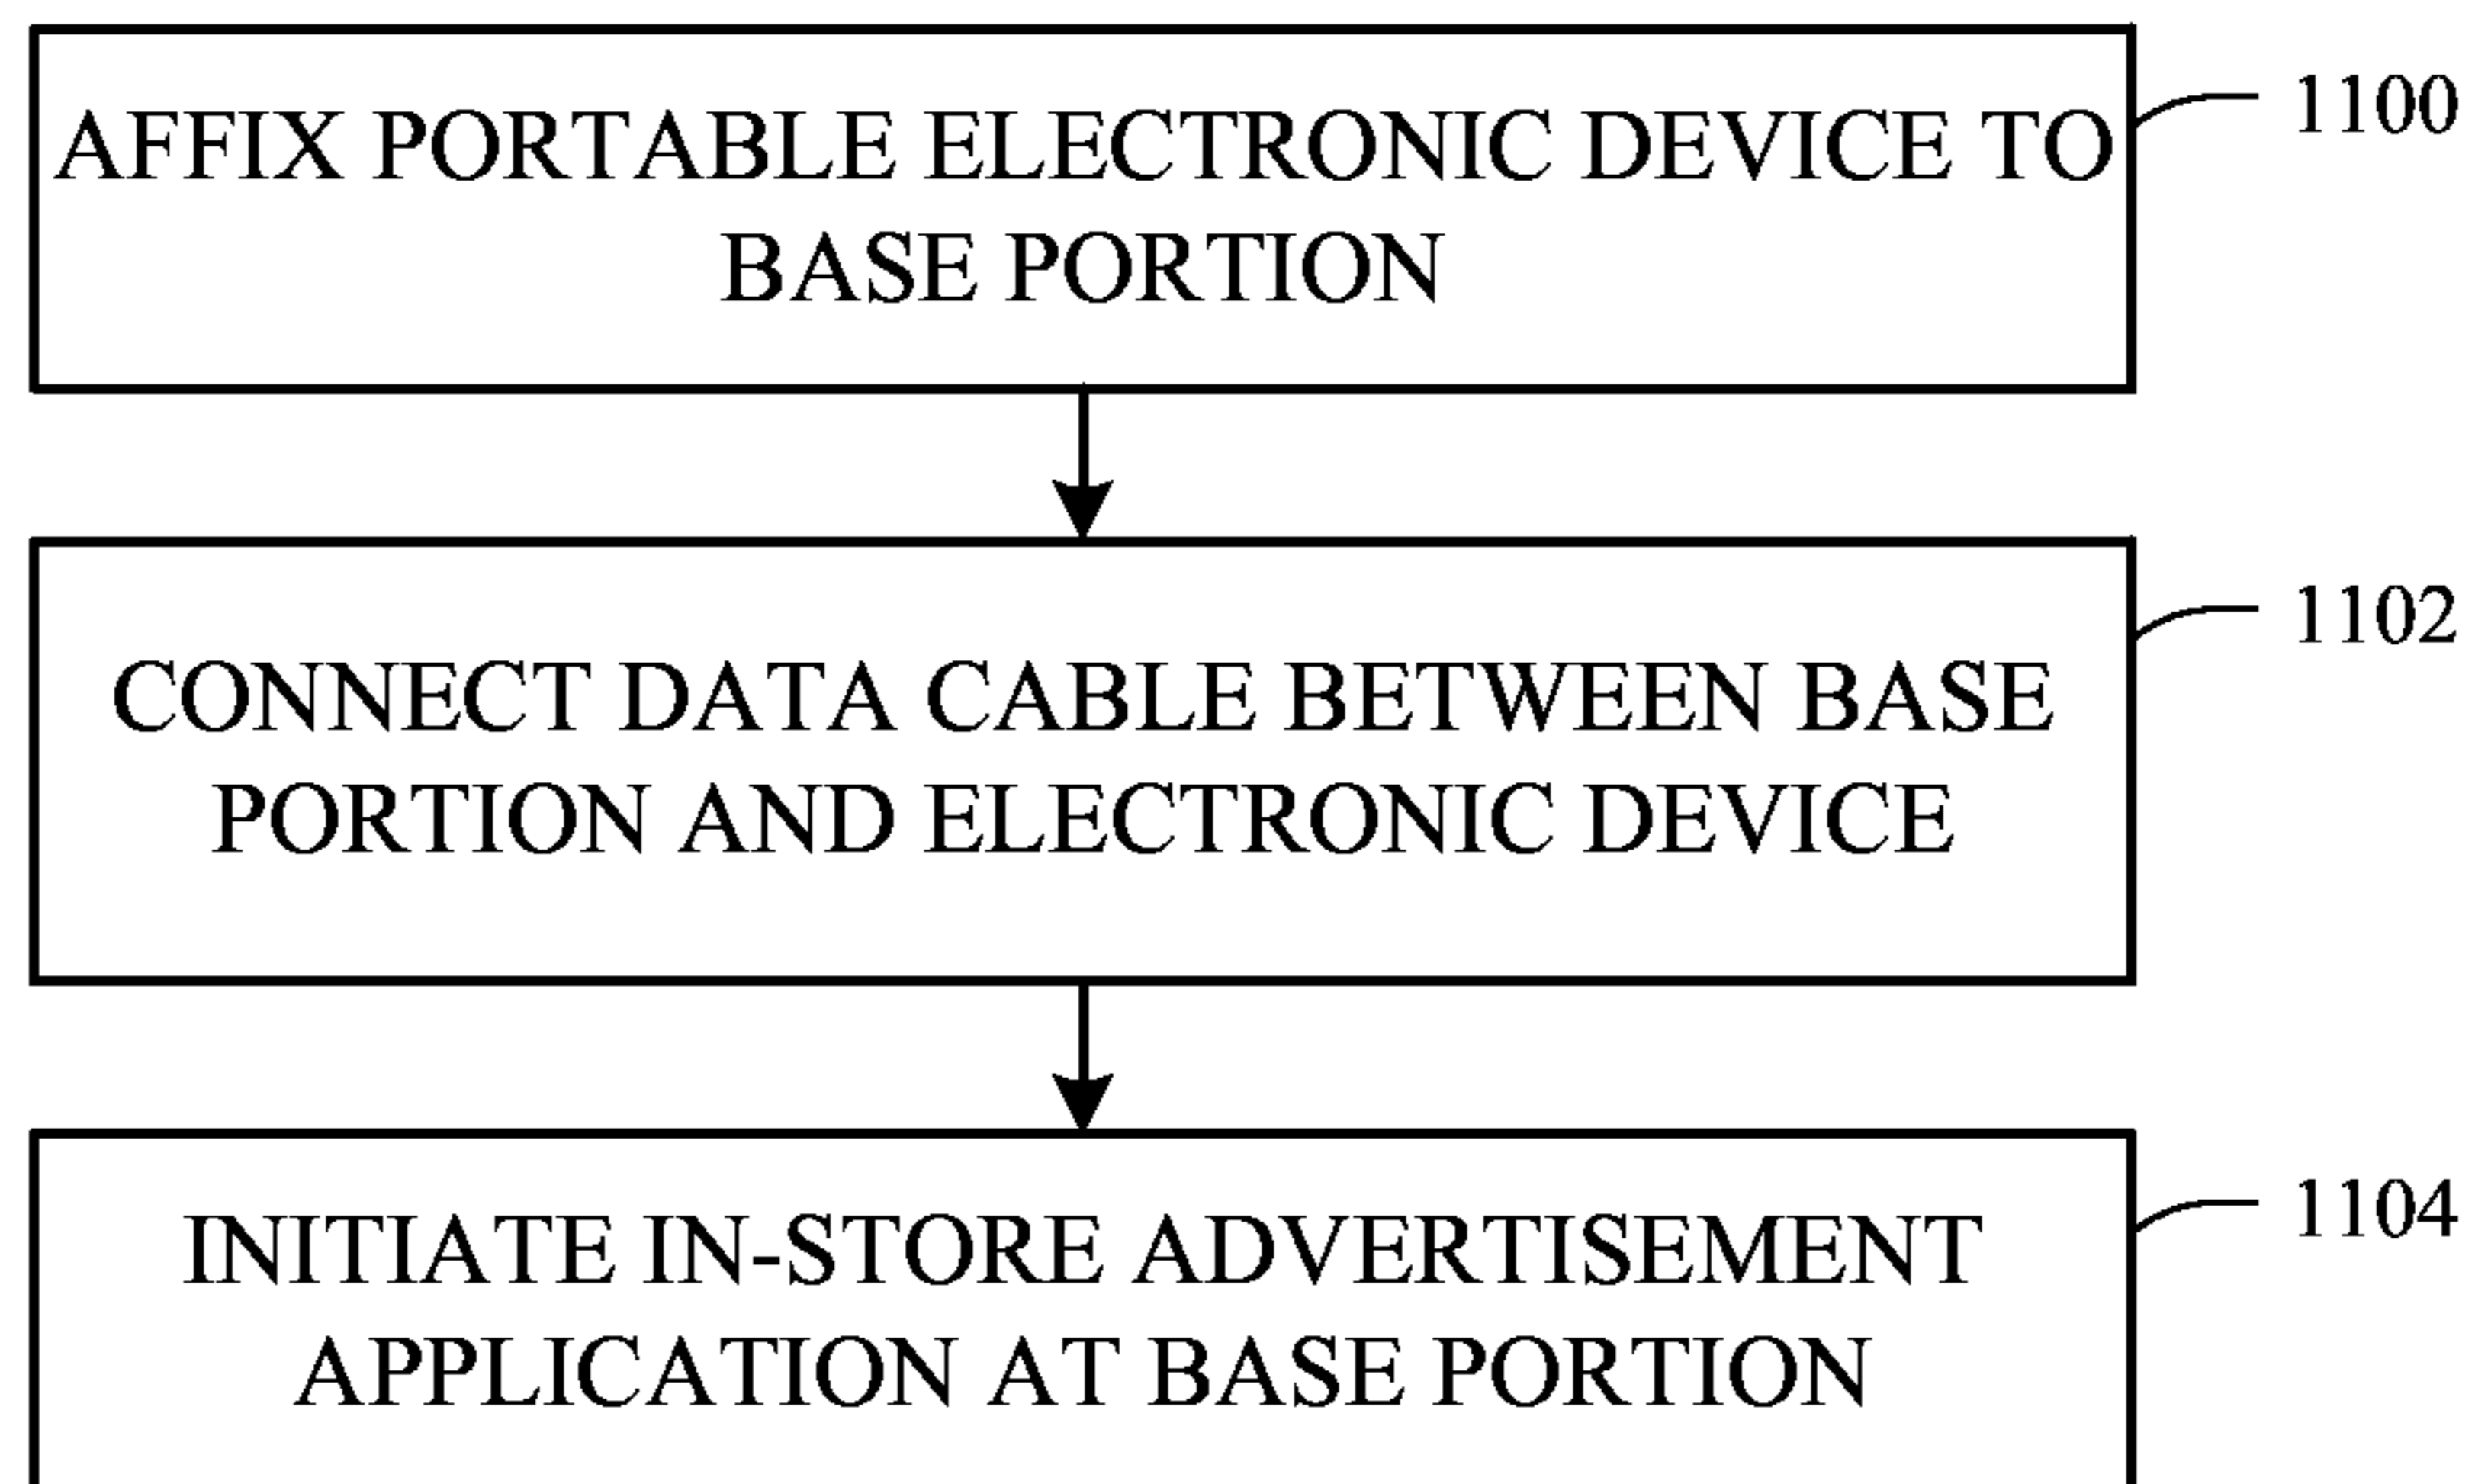 AFFIX PORTABLE ELECTRONIC DEVICE TO
BASE PORTION
1100
CONNECT DATA CABLE BETWEEN BASE
PORTION AND ELECTRONIC DEVICE
1102
INITIATE IN-STORE ADVERTISEMENT
APPLICATION AT BASE PORTION
1104